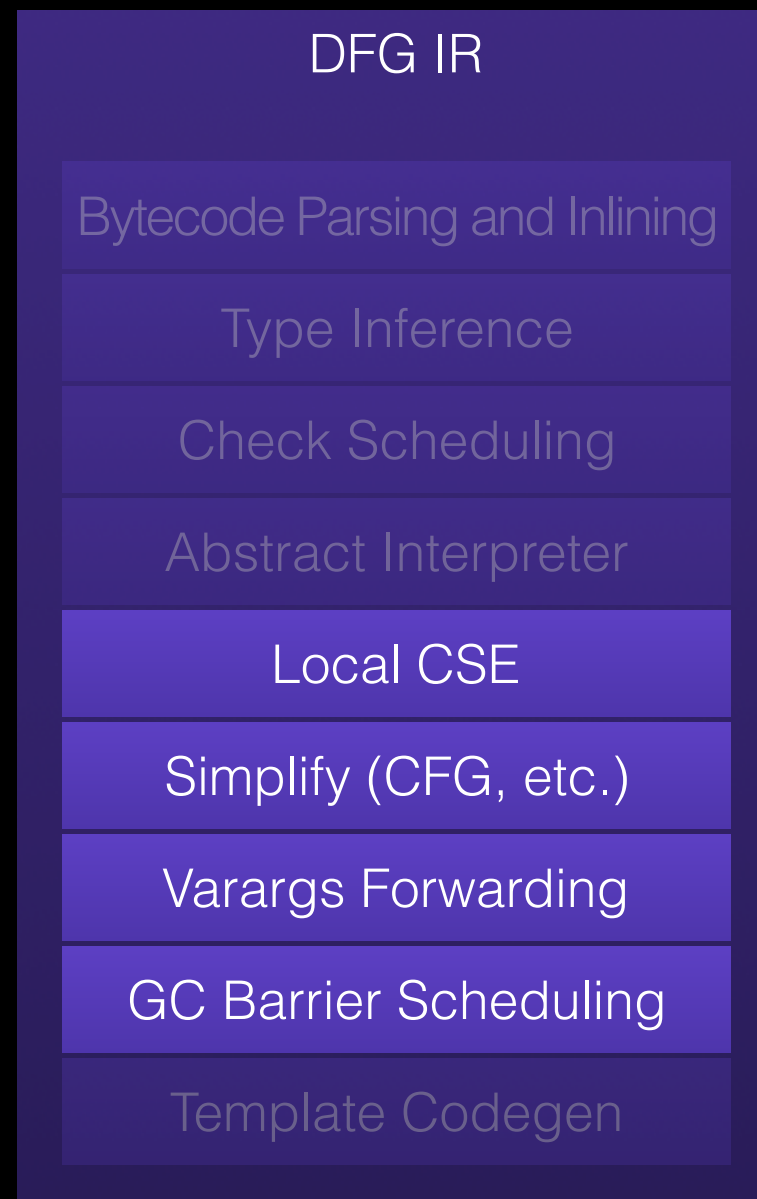 DFG IR
Bytecode Parsing and Inlining
Type Inference
Check Scheduling
Abstract Interpreter
Local CSE
Simplify (CFG, etc.)
Varargs Forwarding
GC Barrier Scheduling
Template Codegen